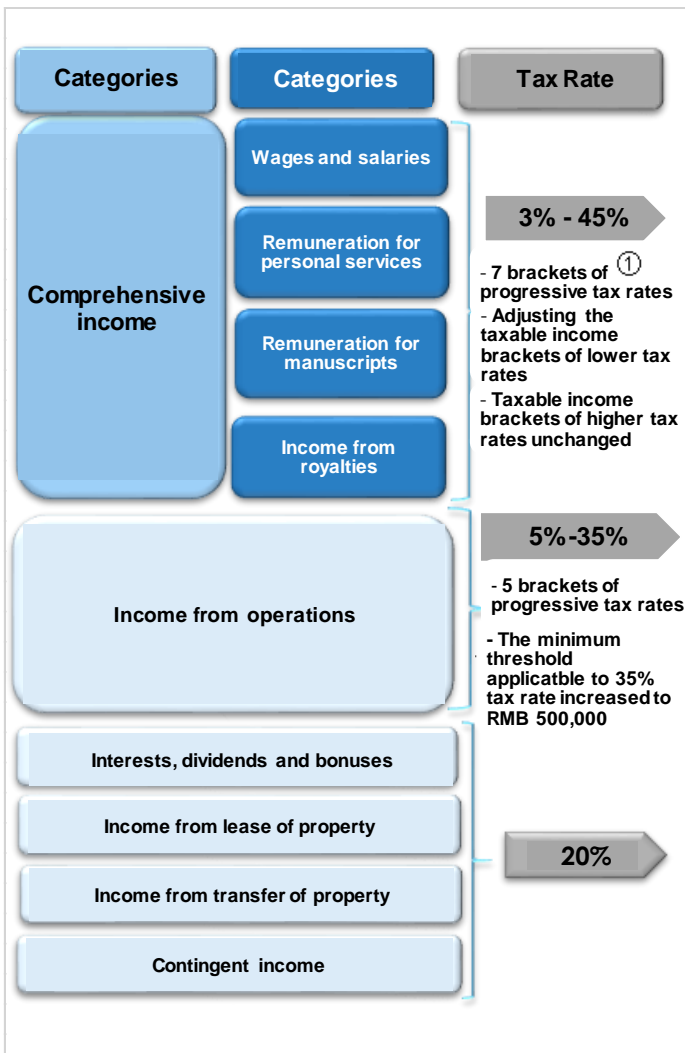 Categories
Categories
Tax Rate
Comprehensive
income
Wages and salaries
Remuneration for
personal services
Remuneration for
manuscripts
Income from
royalties
3% - 45%
- 7 brackets of ①
progressive tax rates
- Adjusting the
taxable income
brackets of lower tax
rates
- Taxable income
brackets of higher tax
rates unchanged
Income from operations
5%-35%
- 5 brackets of
progressive tax rates
- The minimum
threshold
applicatble to 35%
tax rate increased to
RMB 500,000
Interests, dividends and bonuses
Income from lease of property
Income from transfer of property
Contingent income
20%